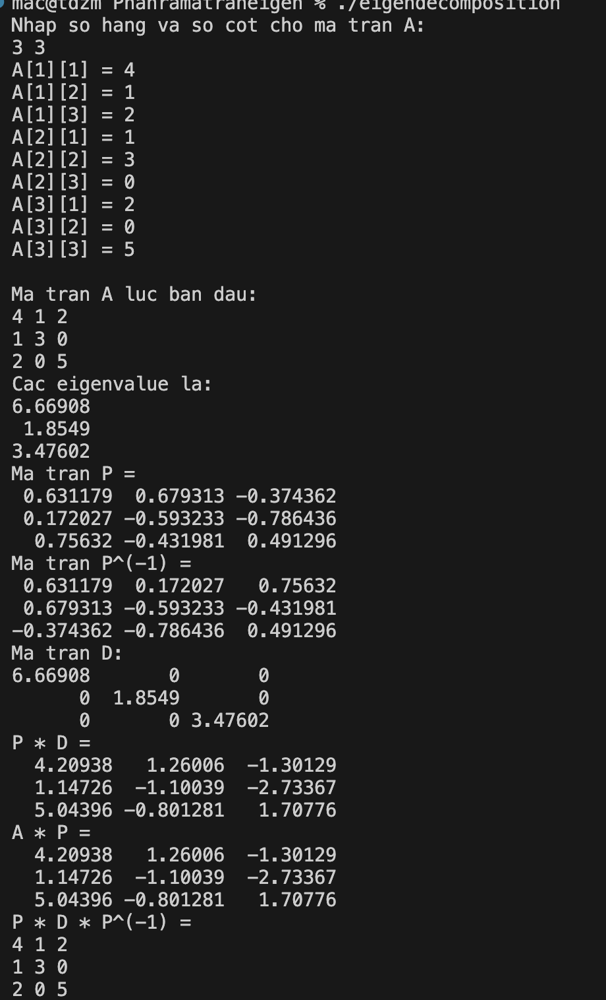 mac@tdzm Phanramatraneigen % ./eigendecomposition
Nhap so hang va so cot cho ma tran A:
3 3
A[1][1] = 4
A[1][2] = 1
A[1][3] = 2
A[2][1] = 1
A[2][2] = 3
A[2][3] = 0
A[3][1] = 2
A[3][2] = 0
A[3][3] = 5

Ma tran A luc ban dau:
4 1 2
1 3 0
2 0 5
Cac eigenvalue la:
6.66908
 1.8549
3.47602
Ma tran P =
 0.631179  0.679313 -0.374362
 0.172027 -0.593233 -0.786436
  0.75632 -0.431981  0.491296
Ma tran P^(-1) =
 0.631179  0.172027   0.75632
 0.679313 -0.593233 -0.431981
-0.374362 -0.786436  0.491296
Ma tran D:
6.66908       0       0
      0  1.8549       0
      0       0 3.47602
P * D =
  4.20938   1.26006  -1.30129
  1.14726  -1.10039  -2.73367
  5.04396 -0.801281   1.70776
A * P =
  4.20938   1.26006  -1.30129
  1.14726  -1.10039  -2.73367
  5.04396 -0.801281   1.70776
P * D * P^(-1) =
4 1 2
1 3 0
2 0 5